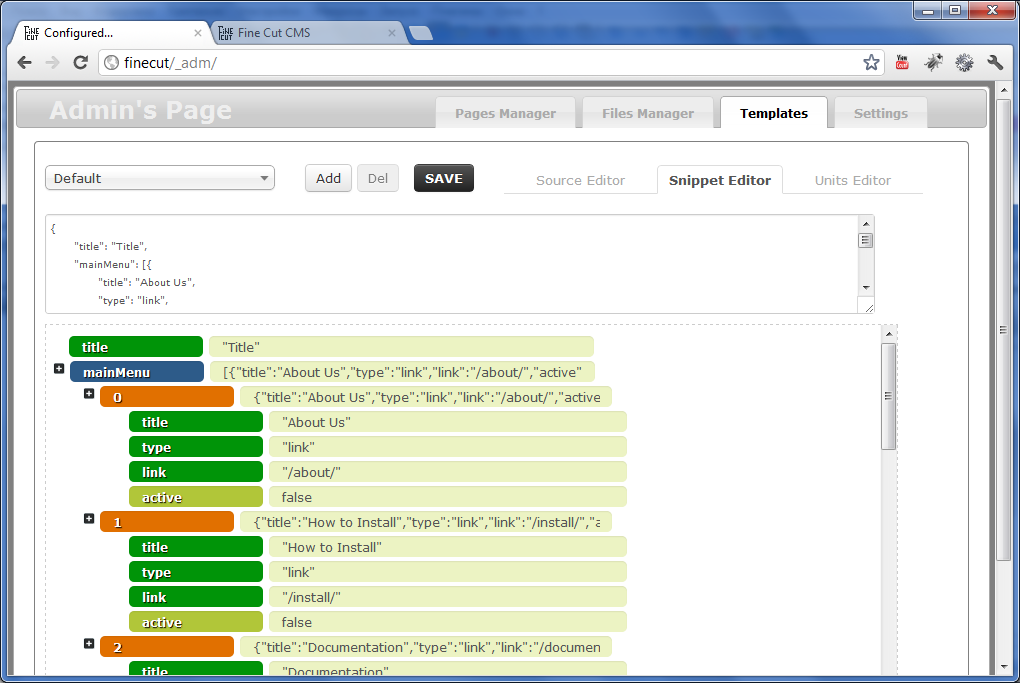 FINE CUT Configured...
FINE CUT Fine Cut CMS
finecut/_adm/
You Count
Admin's Page
Pages Manager
Files Manager
Templates
Settings
Default
Add
Del
SAVE
Source Editor
Snippet Editor
Units Editor
{
"title": "Title",
"mainMenu": [{
"title": "About Us",
"type": "link",
title "Title"
mainMenu [{"title":"About Us","type":"link","link":"/about/","active"
0 {"title":"About Us","type":"link","link":"/about/","active
title "About Us"
type "link"
link "/about/"
active false
1 {"title":"How to Install","type":"link","link":"/install/","a
title "How to Install"
type "link"
link "/install/"
active false
2 {"title":"Documentation","type":"link","link":"/documen
title "Documentation"